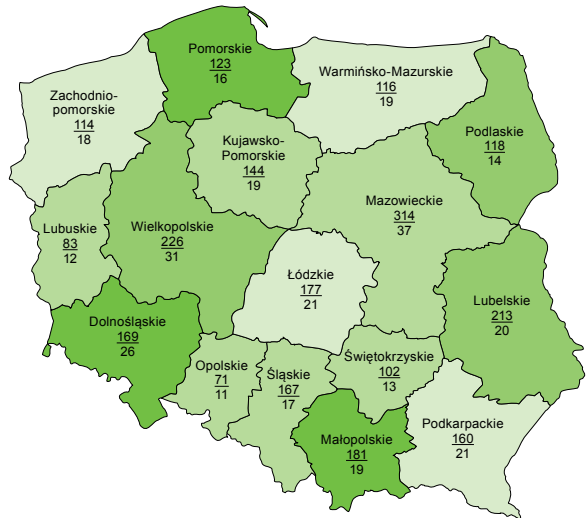 Pomorskie
123
16
Warmińsko-Mazurskie
116
19
Zachodnio-
pomorskie
114
18
Podlaskie
118
14
Kujawsko-
Pomorskie
144
19
Mazowieckie
314
37
Lubuskie
83
12
Wielkopolskie
226
31
Łódzkie
177
21
Lubelskie
213
20
Dolnośląskie
169
26
Opolskie
71
11
Śląskie
167
17
Świętokrzyskie
102
13
Małopolskie
181
19
Podkarpackie
160
21